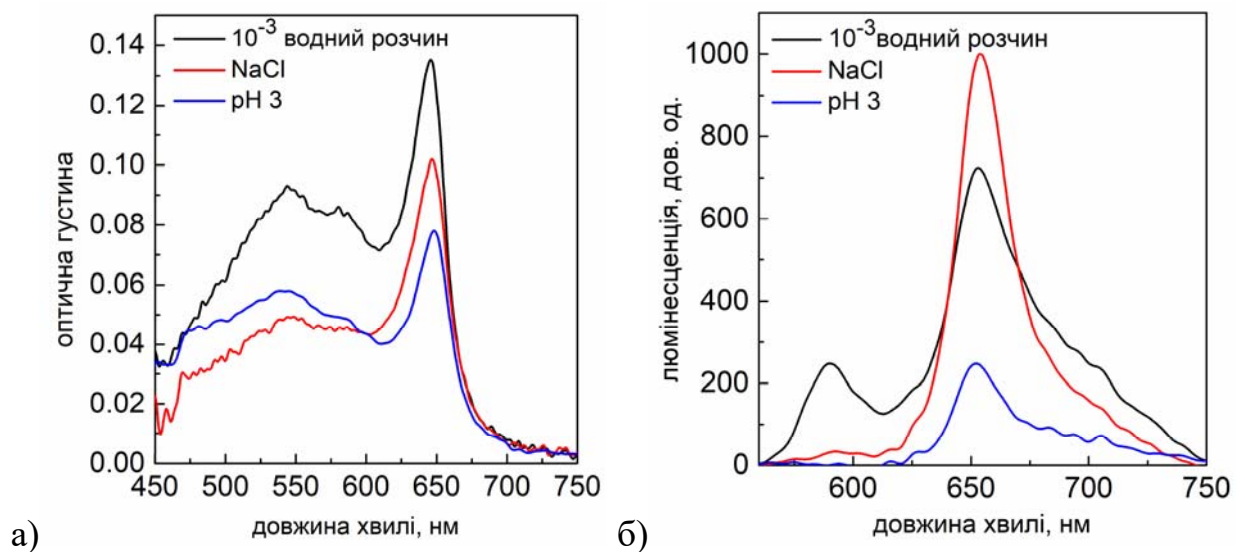 0.14
0.12
0.10
0.08
0.06
0.04
0.02
0.00
оптична густина
10⁻³ водний розчин
NaCl
pH 3
450 500 550 600 650 700 750
довжина хвилі, нм
а)
1000
800
600
400
200
0
люмінесценція, дов. од.
10⁻³водний розчин
NaCl
pH 3
600 650 700 750
довжина хвилі, нм
б)